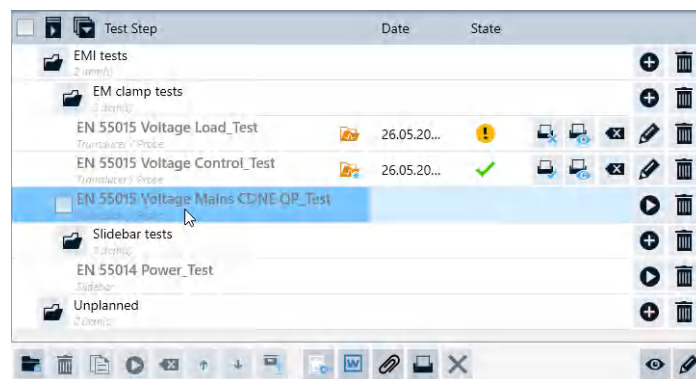 Test Step Date State
EMI tests
2 item(s)
EM clamp tests
3 item(s)
EN 55015 Voltage Load_Test 26.05.20...
Transducer / Probe
EN 55015 Voltage Control_Test 26.05.20...
Transducer / Probe
EN 55015 Voltage Mains CDNE QP_Test
Slidebar tests
EN 55014 Power_Test
Slidebar
Unplanned
W